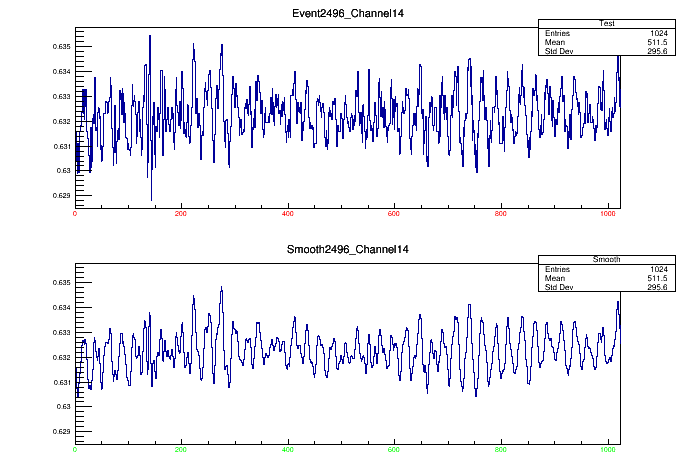 Event2496_Channel14
Test
Entries 1024
Mean 511.5
Std Dev 295.6
0.635
0.634
0.633
0.632
0.631
0.63
0.629
0 200 400 600 800 1000
Smooth2496_Channel14
Smooth
Entries 1024
Mean 511.5
Std Dev 295.6
0.635
0.634
0.633
0.632
0.631
0.63
0.629
0 200 400 600 800 1000